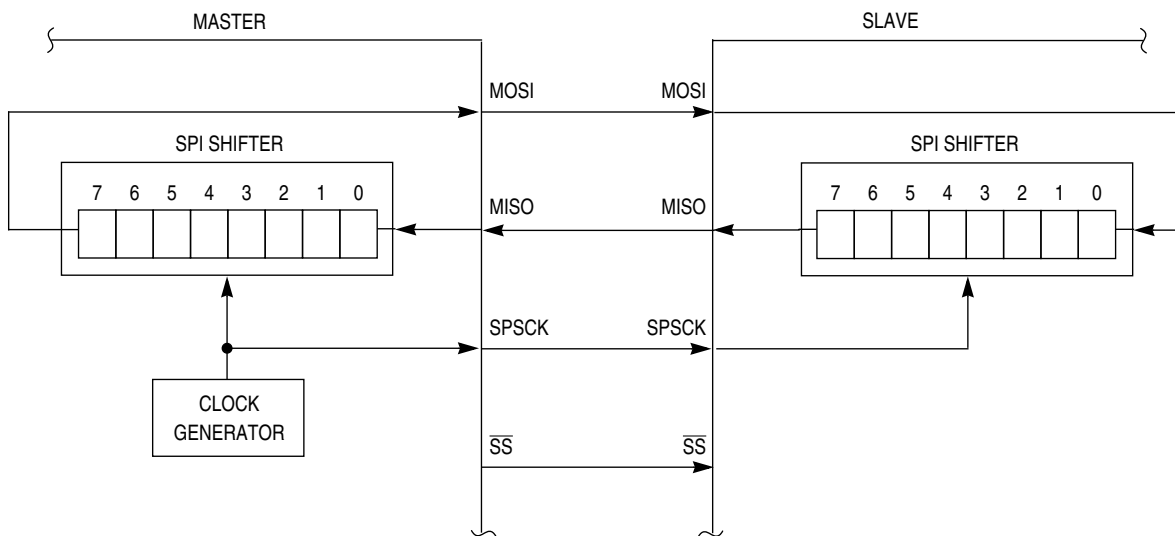 MASTER
SLAVE
MOSI MOSI
SPI SHIFTER
SPI SHIFTER
7 6 5 4 3 2 1 0
MISO MISO
7 6 5 4 3 2 1 0
SPSCK SPSCK
CLOCK
GENERATOR
SS SS